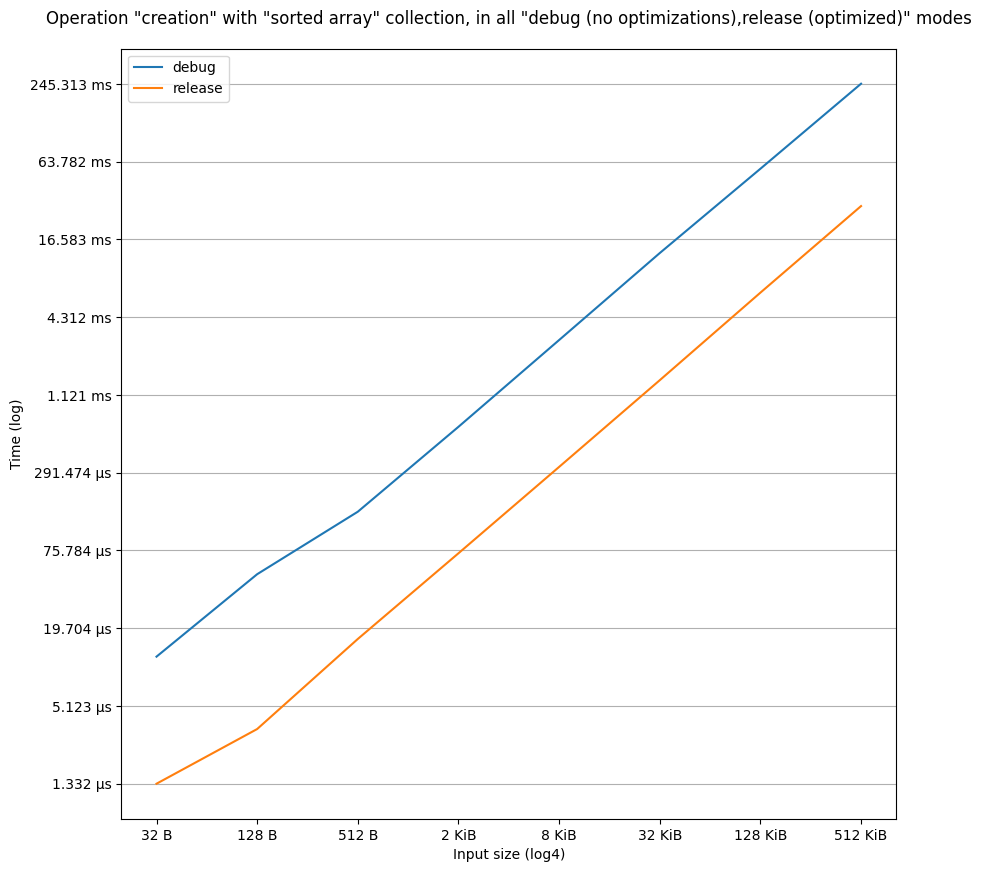 Operation "creation" with "sorted array" collection, in all "debug (no optimizations),release (optimized)" modes
debug
release
245.313 ms
63.782 ms
16.583 ms
4.312 ms
1.121 ms
291.474 µs
75.784 µs
19.704 µs
5.123 µs
1.332 µs
Time (log)
32 B
128 B
512 B
2 KiB
8 KiB
32 KiB
128 KiB
512 KiB
Input size (log4)